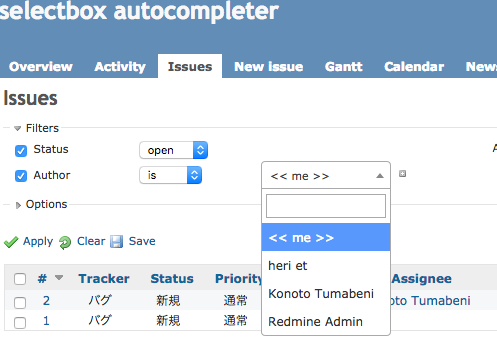 selectbox autocompleter
Overview Activity Issues New issue Gantt Calendar News
Issues
Filters
Status open
Author is << me >>
<< me >>
heri et
Konoto Tumabeni
Redmine Admin
Options
Apply Clear Save
# Tracker Status Priority Assignee
2 バグ 新規 通常 oto Tumabeni
1 バグ 新規 通常